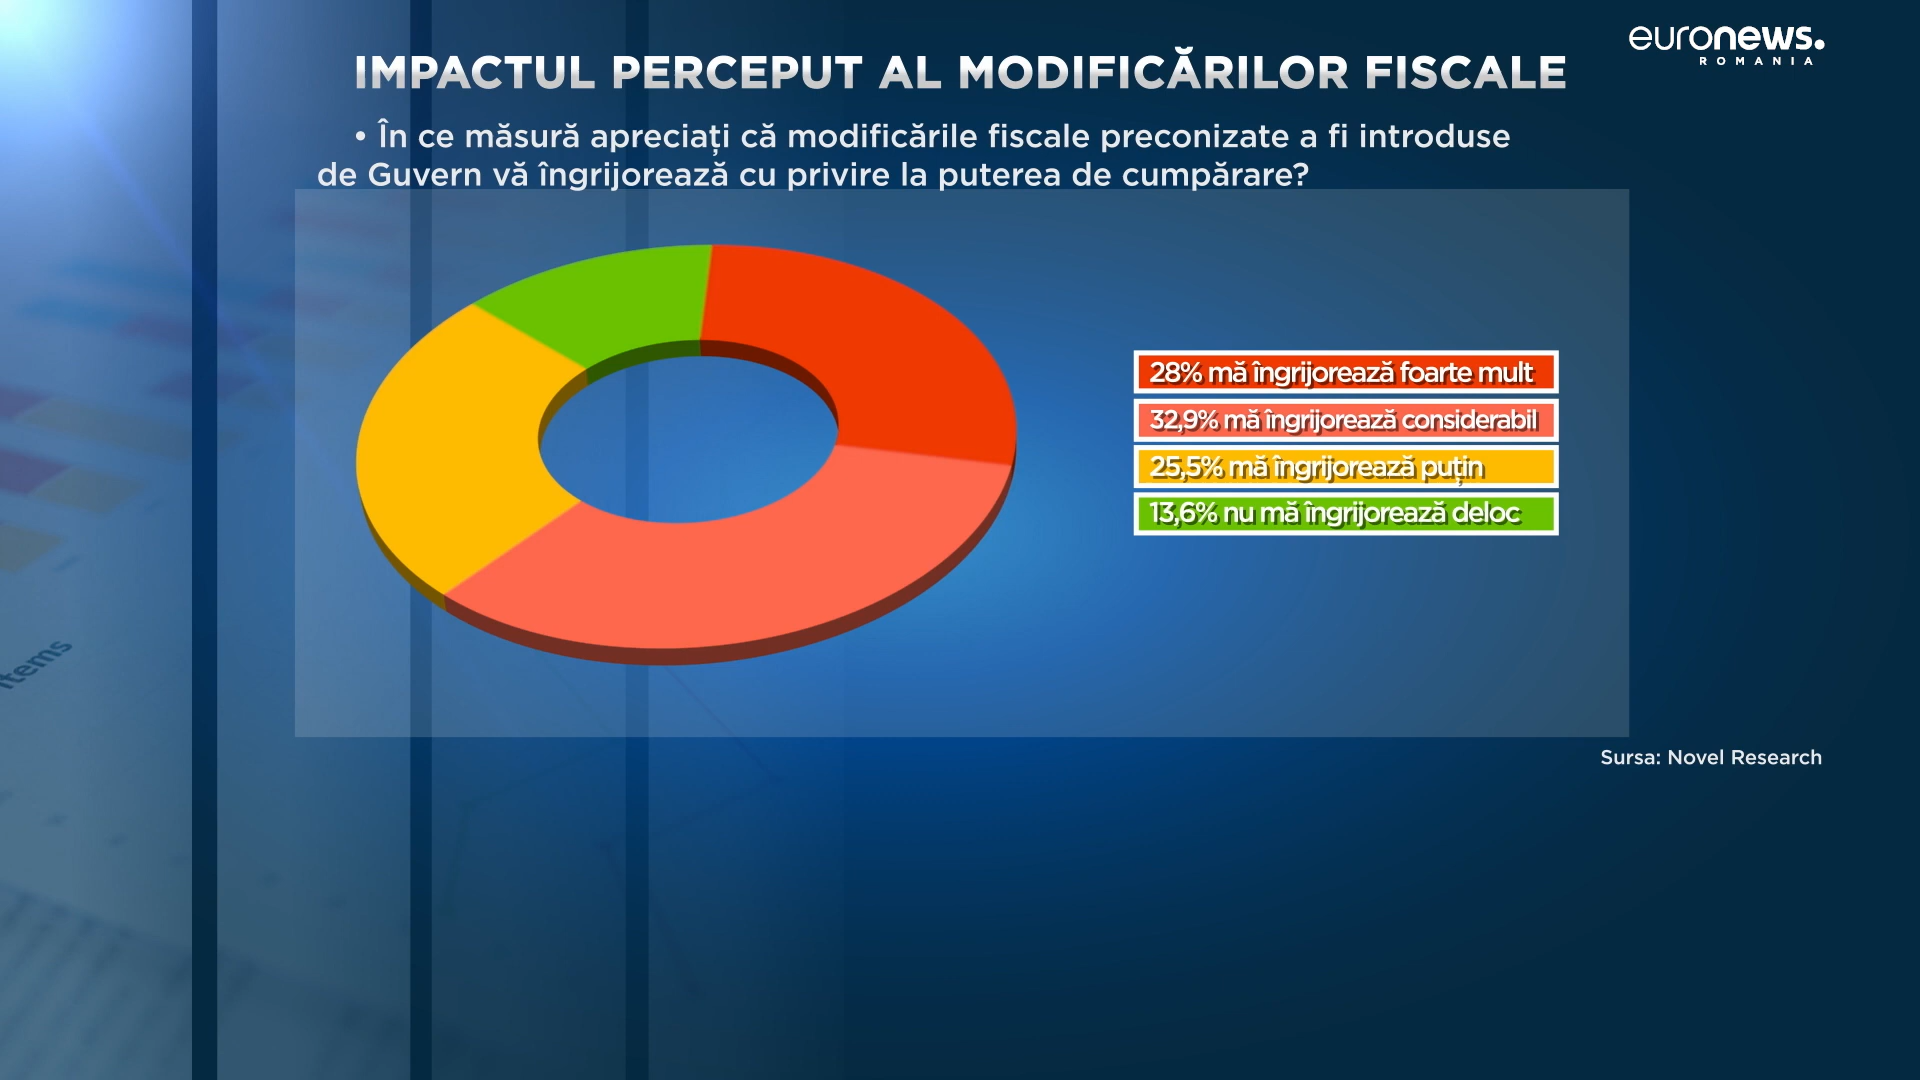 euronews.
ROMANIA
IMPACTUL PERCEPUT AL MODIFICĂRILOR FISCALE
• În ce măsură apreciați că modificările fiscale preconizate a fi introduse
de Guvern vă îngrijorează cu privire la puterea de cumpărare?
28% mă îngrijorează foarte mult
32,9% mă îngrijorează considerabil
25,5% mă îngrijorează puțin
13,6% nu mă îngrijorează deloc
items
Sursa: Novel Research